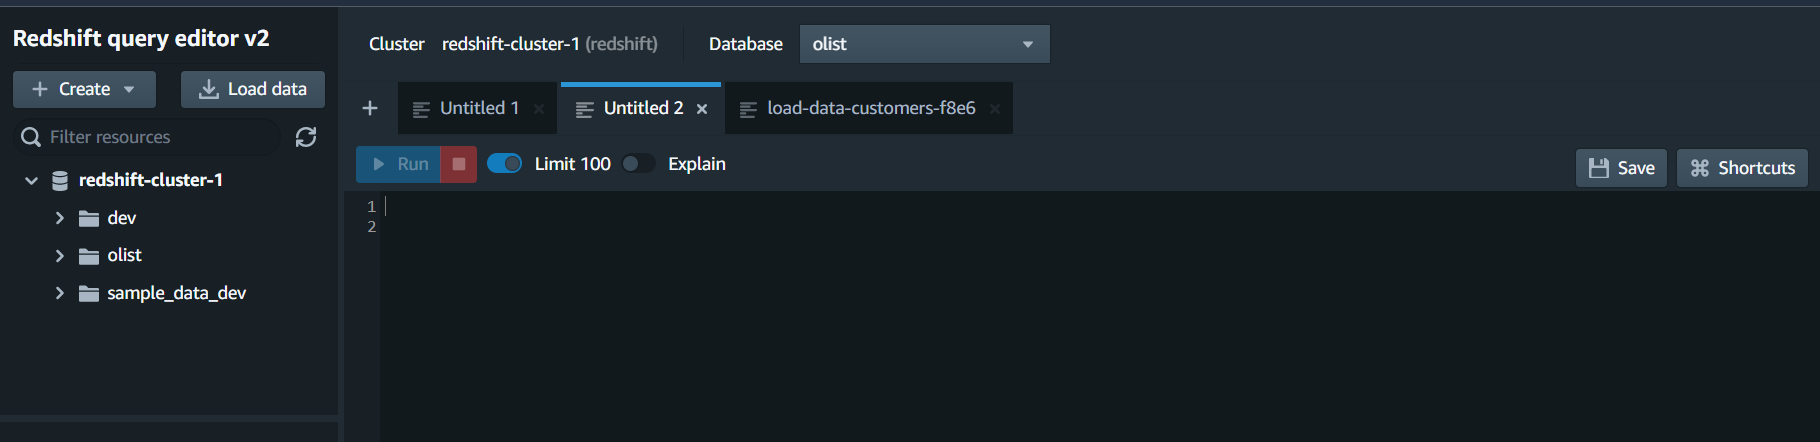 Redshift query editor v2
Cluster redshift-cluster-1 (redshift) Database olist
Create Load data
Untitled 1 Untitled 2 load-data-customers-f8e6
Filter resources
Run Limit 100 Explain Save Shortcuts
redshift-cluster-1
dev
olist
sample_data_dev
1
2